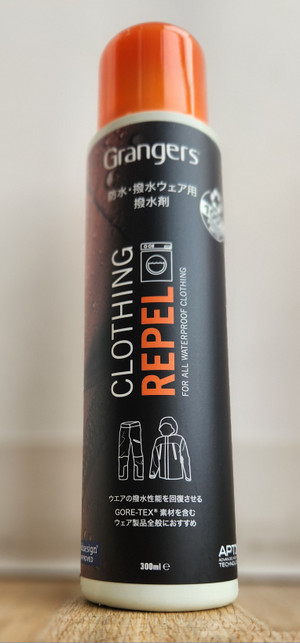 Grangers®
防水・撥水ウェア用
撥水剤
CLOTHING
REPEL
FOR ALL WATERPROOF CLOTHING
ウエアの撥水性能を回復させる
GORE-TEX® 素材を含む
ウェア製品全般におすすめ
300ml ℮